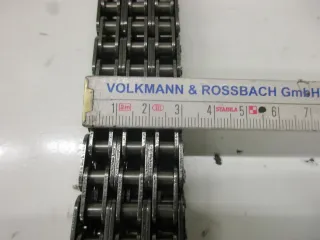 VOLKMANN & ROSSBACH GmbH
1 2 3 4 STABILA 5 6 7